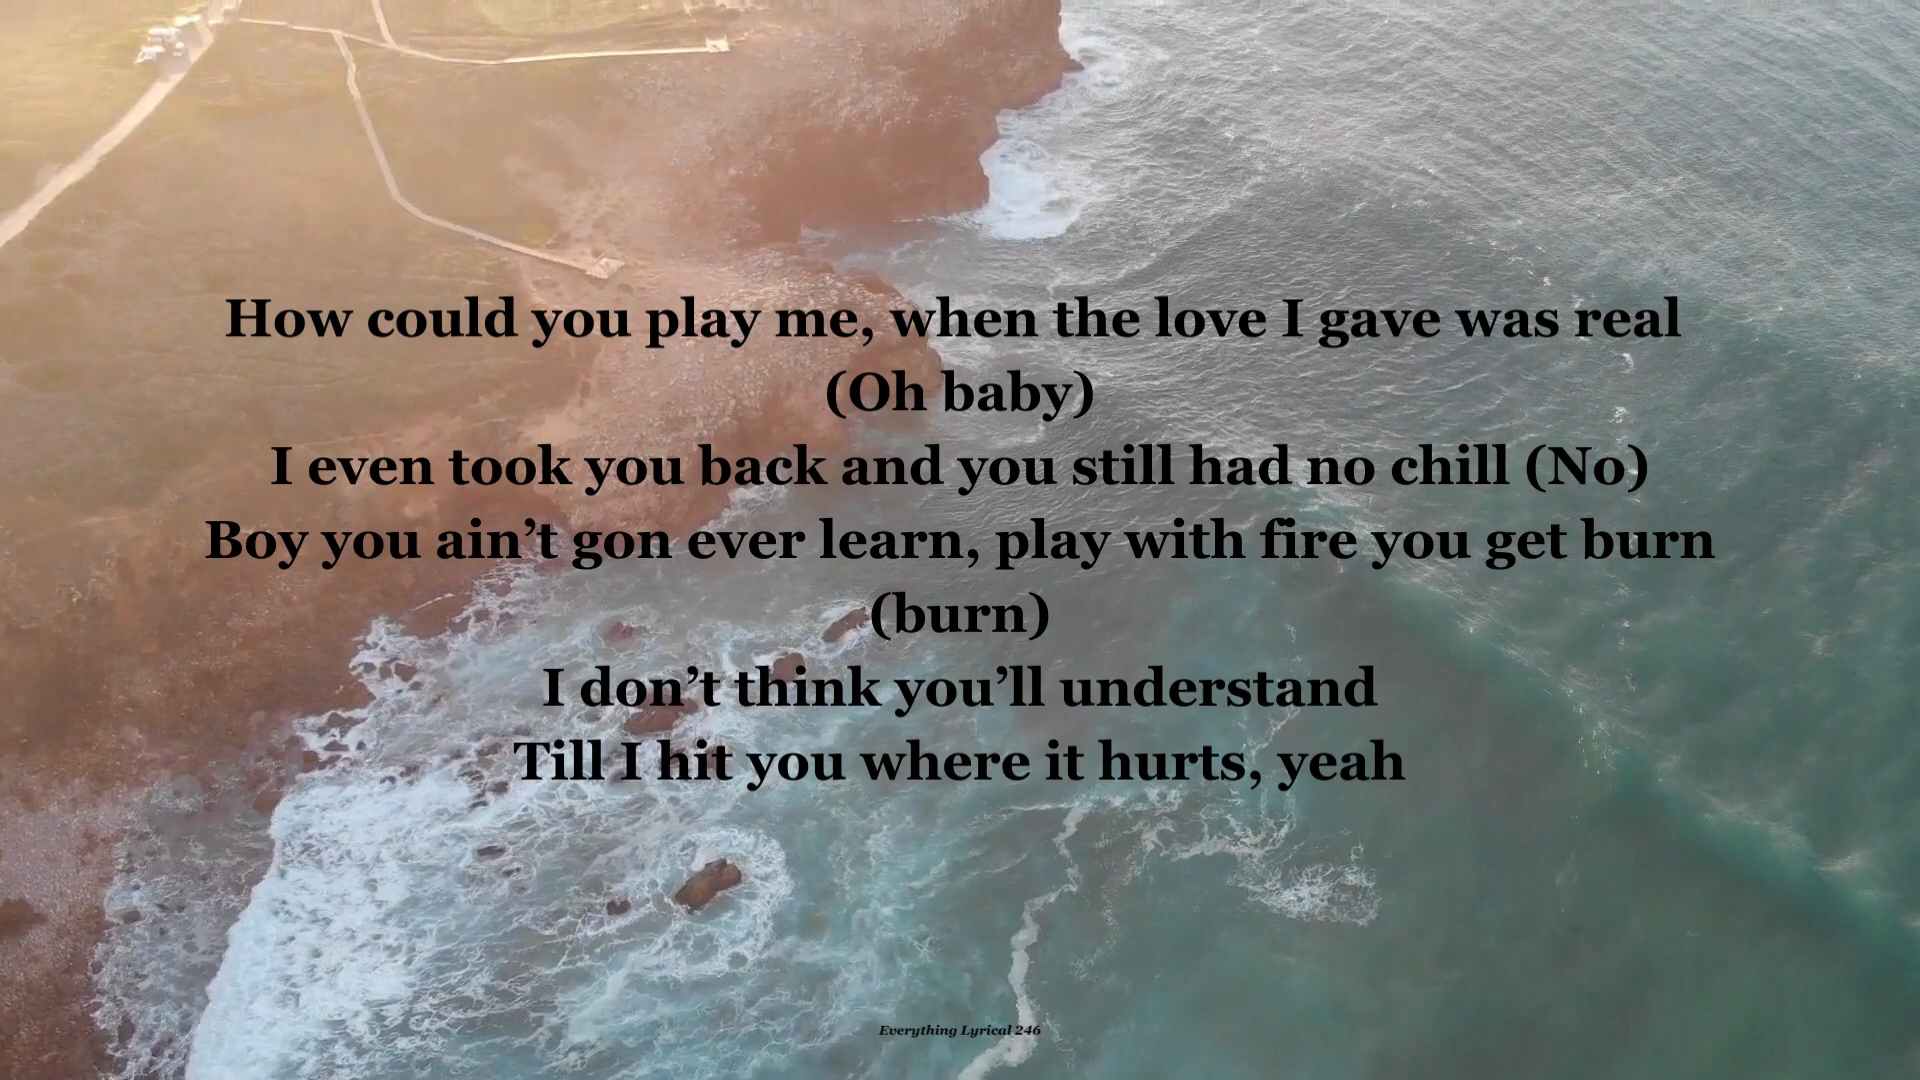 How could you play me, when the love I gave was real
(Oh baby)
I even took you back and you still had no chill (No)
Boy you ain’t gon ever learn, play with fire you get burn
(burn)
I don’t think you’ll understand
Till I hit you where it hurts, yeah
Everything Lyrical 246